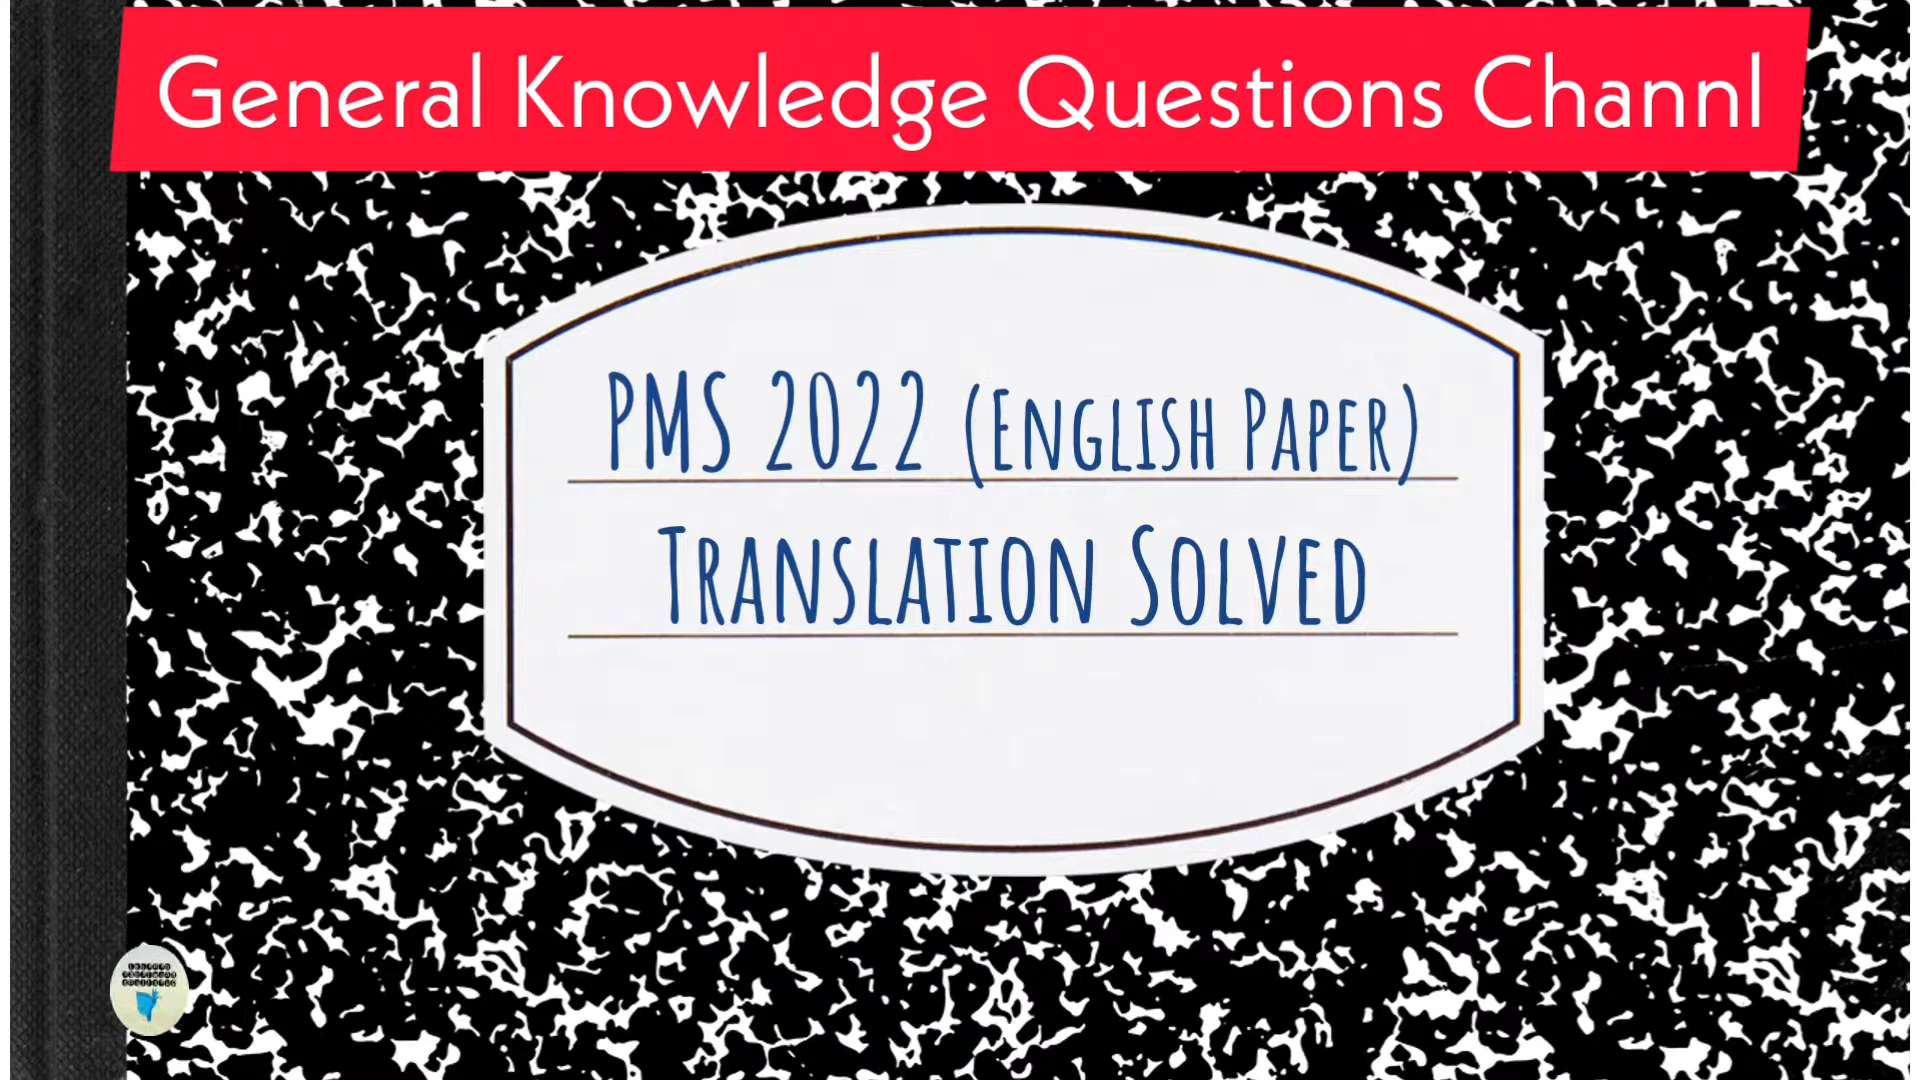 General Knowledge Questions Channl
PMS 2022 (English Paper)
Translation Solved